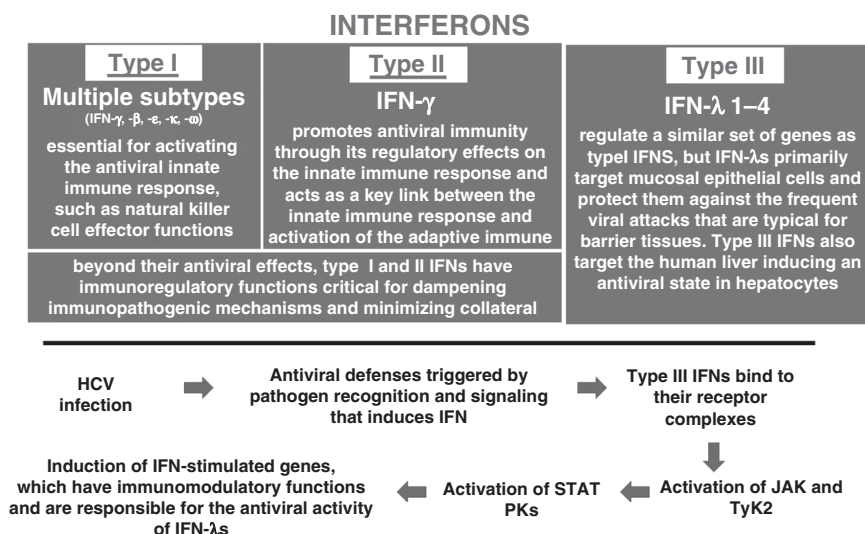 INTERFERONS
Type I
Multiple subtypes
(IFN-γ, -β, -ε, -κ, -ω)
essential for activating
the antiviral innate
immune response,
such as natural killer
cell effector functions
Type II
IFN-γ
promotes antiviral immunity
through its regulatory effects on
the innate immune response and
acts as a key link between the
innate immune response and
activation of the adaptive immune
Type III
IFN-λ 1–4
regulate a similar set of genes as
typeI IFNS, but IFN-λs primarily
target mucosal epithelial cells and
protect them against the frequent
viral attacks that are typical for
barrier tissues. Type III IFNs also
target the human liver inducing an
antiviral state in hepatocytes
beyond their antiviral effects, type I and II IFNs have
immunoregulatory functions critical for dampening
immunopathogenic mechanisms and minimizing collateral
HCV
infection
Antiviral defenses triggered by
pathogen recognition and signaling
that induces IFN
Type III IFNs bind to
their receptor
complexes
Activation of JAK and
TyK2
Activation of STAT
PKs
Induction of IFN-stimulated genes,
which have immunomodulatory functions
and are responsible for the antiviral activity
of IFN-λs